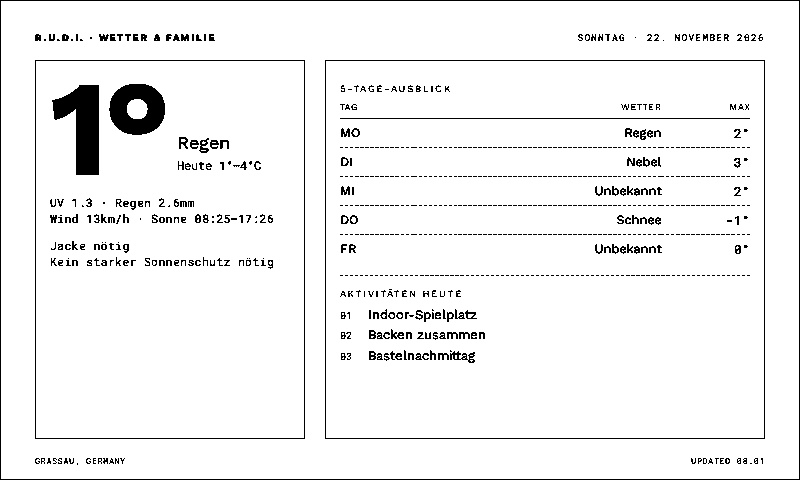 R.U.D.I. · WETTER & FAMILIE
SONNTAG · 22. NOVEMBER 2026
1°
Regen
Heute 1°–4°C
UV 1.3 · Regen 2.6mm
Wind 13km/h · Sonne 08:25–17:26
Jacke nötig
Kein starker Sonnenschutz nötig
5-TAGE-AUSBLICK
TAG WETTER MAX
MO Regen 2°
DI Nebel 3°
MI Unbekannt 2°
DO Schnee -1°
FR Unbekannt 0°
AKTIVITÄTEN HEUTE
01 Indoor-Spielplatz
02 Backen zusammen
03 Bastelnachmittag
GRASSAU, GERMANY
UPDATED 08.01